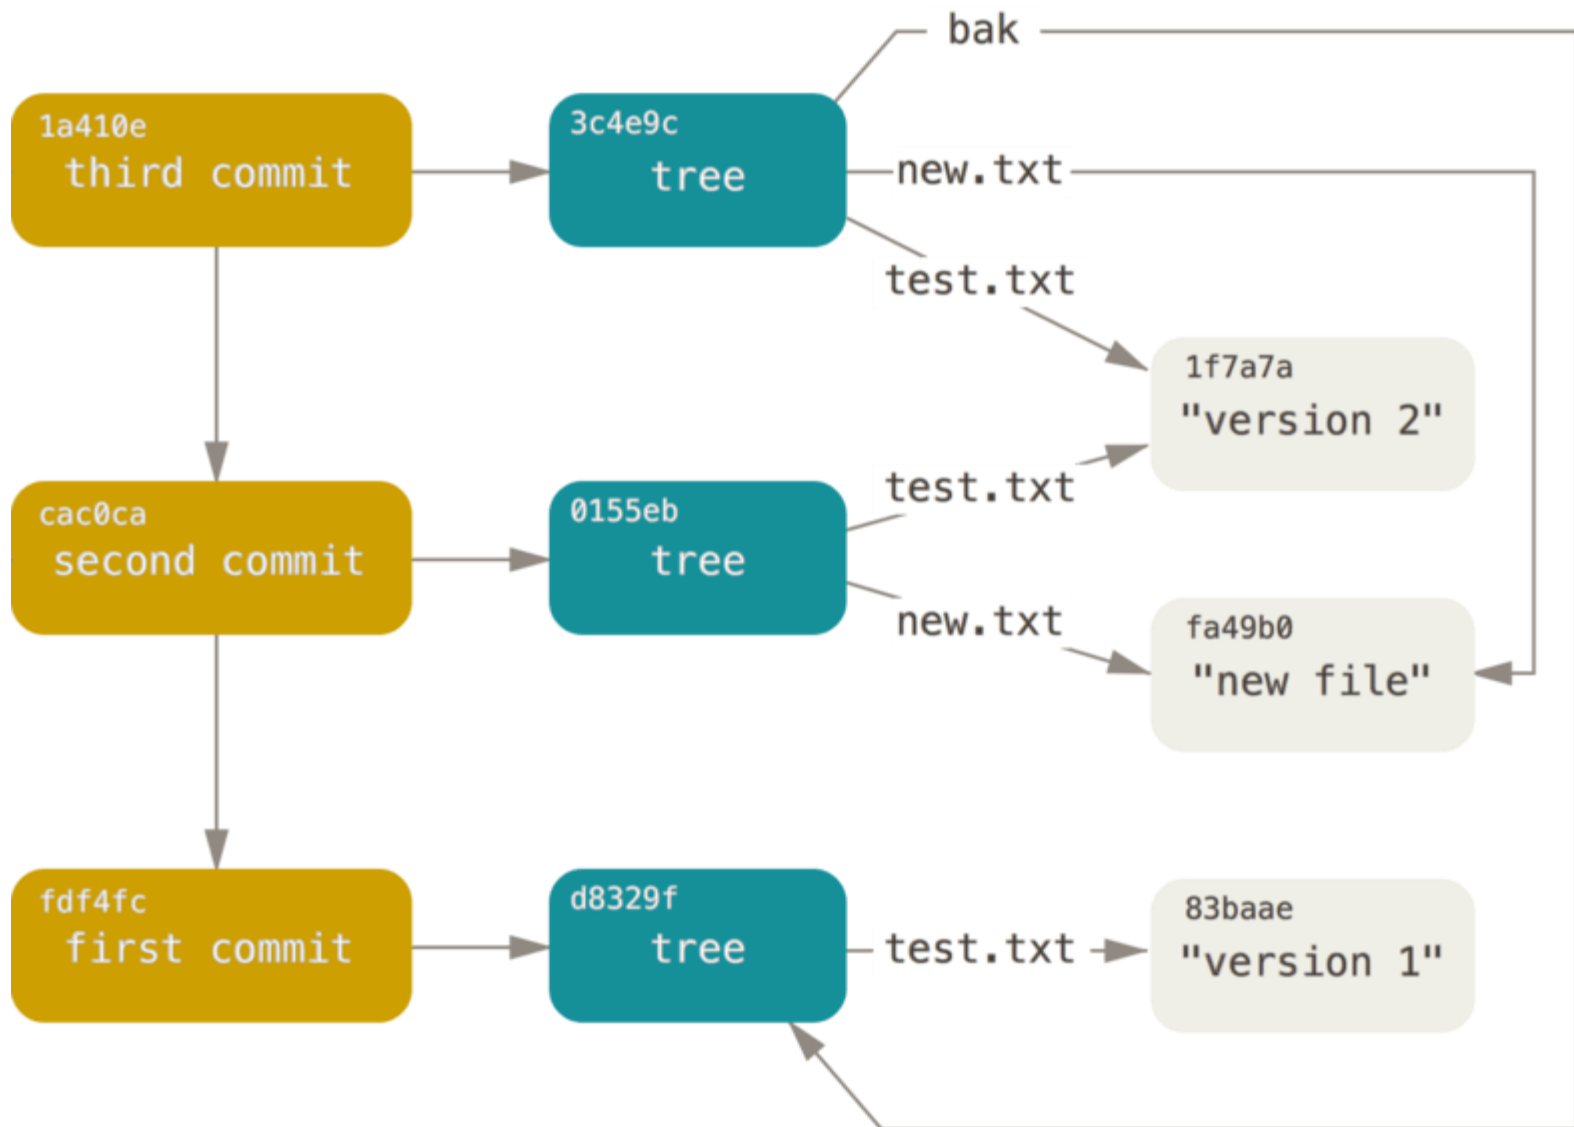 bak
1a410e
third commit
3c4e9c
tree
new.txt
test.txt
1f7a7a
"version 2"
cac0ca
second commit
0155eb
tree
test.txt
new.txt
fa49b0
"new file"
fdf4fc
first commit
d8329f
tree
test.txt
83baae
"version 1"